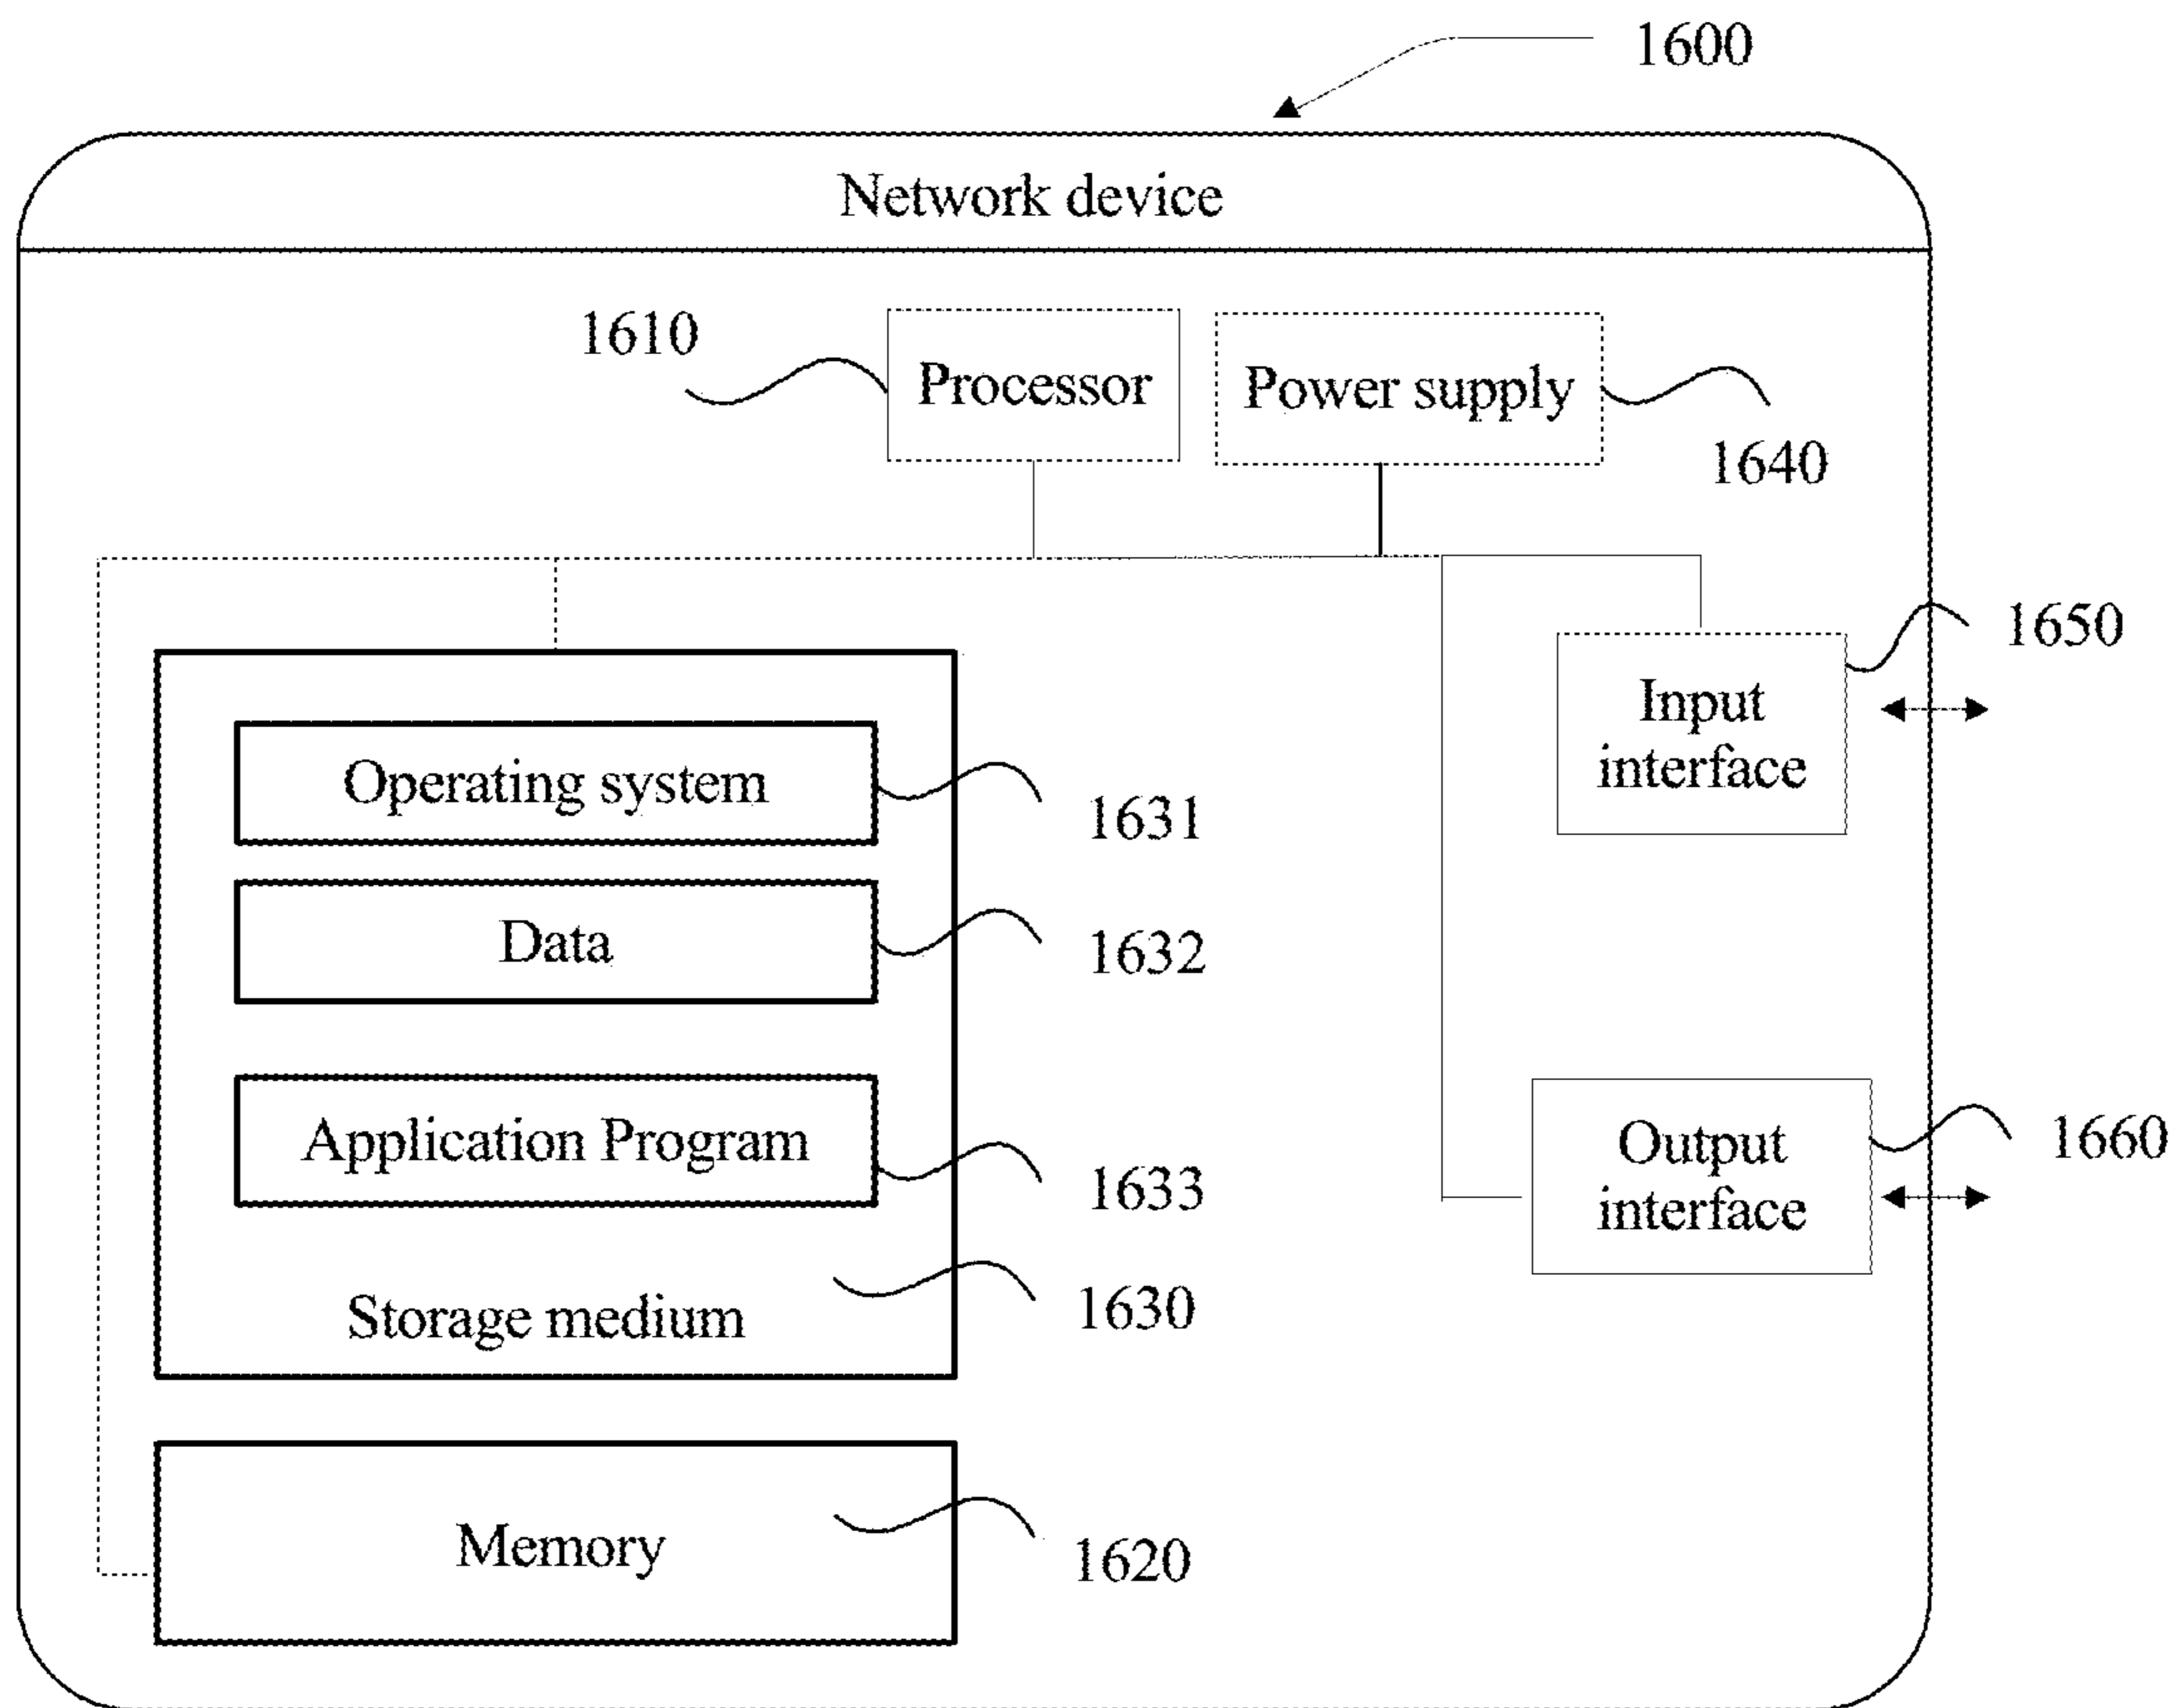 1600
Network device
1610
Processor
Power supply
1640
1650
Input
interface
Operating system
1631
Data
1632
Application Program
1633
Output
interface
1660
Storage medium
1630
Memory
1620